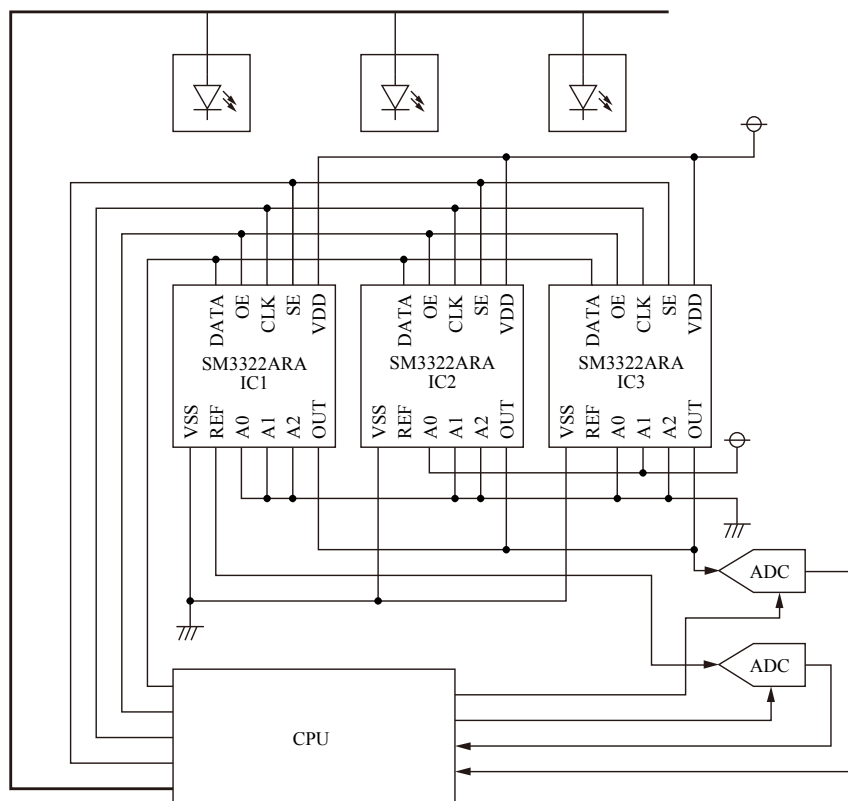 DATA OE CLK SE VDD
SM3322ARA
IC1
VSS REF A0 A1 A2 OUT
DATA OE CLK SE VDD
SM3322ARA
IC2
VSS REF A0 A1 A2 OUT
DATA OE CLK SE VDD
SM3322ARA
IC3
VSS REF A0 A1 A2 OUT
ADC
ADC
CPU